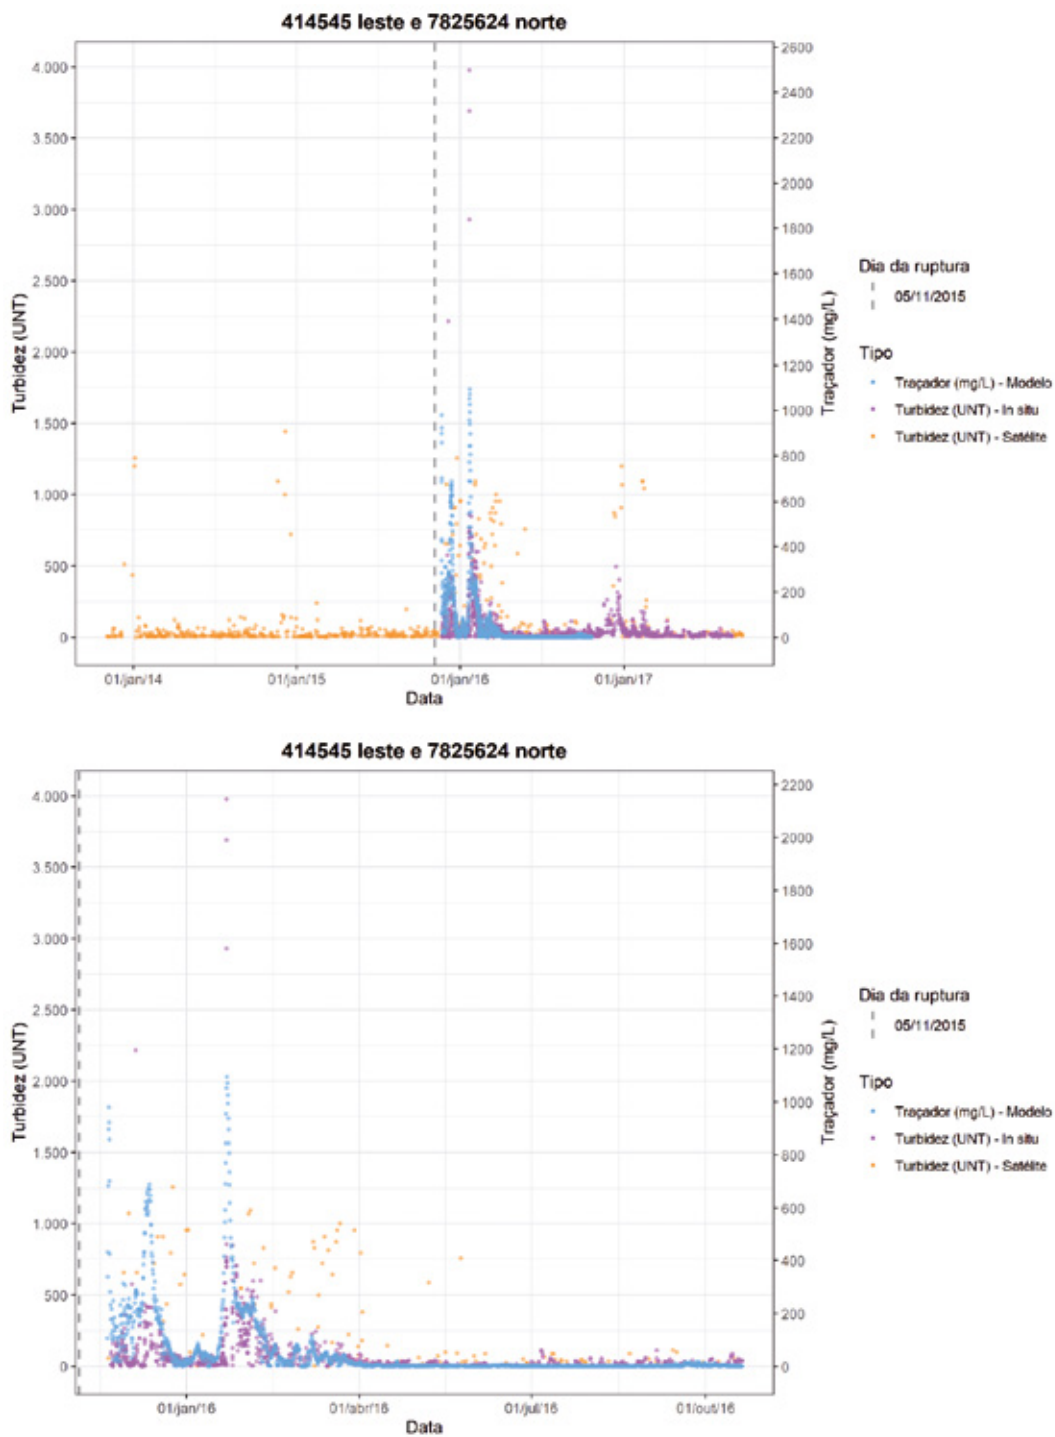 414545 leste e 7825624 norte
4.000
3.500
3.000
2.500
2.000
1.500
1.000
500
0
Turbidez (UNT)
2600
2400
2200
2000
1800
1600
1400
1200
1000
800
600
400
200
0
Traçador (mg/L)
01/jan/14
01/jan/15
01/jan/16
01/jan/17
Data
Dia da ruptura
05/11/2015
Tipo
Traçador (mg/L) - Modelo
Turbidez (UNT) - In situ
Turbidez (UNT) - Satélite
414545 leste e 7825624 norte
4.000
3.500
3.000
2.500
2.000
1.500
1.000
500
0
Turbidez (UNT)
2200
2000
1800
1600
1400
1200
1000
800
600
400
200
0
Traçador (mg/L)
01/jan/16
01/abr/16
01/jul/16
01/out/16
Data
Dia da ruptura
05/11/2015
Tipo
Traçador (mg/L) - Modelo
Turbidez (UNT) - In situ
Turbidez (UNT) - Satélite